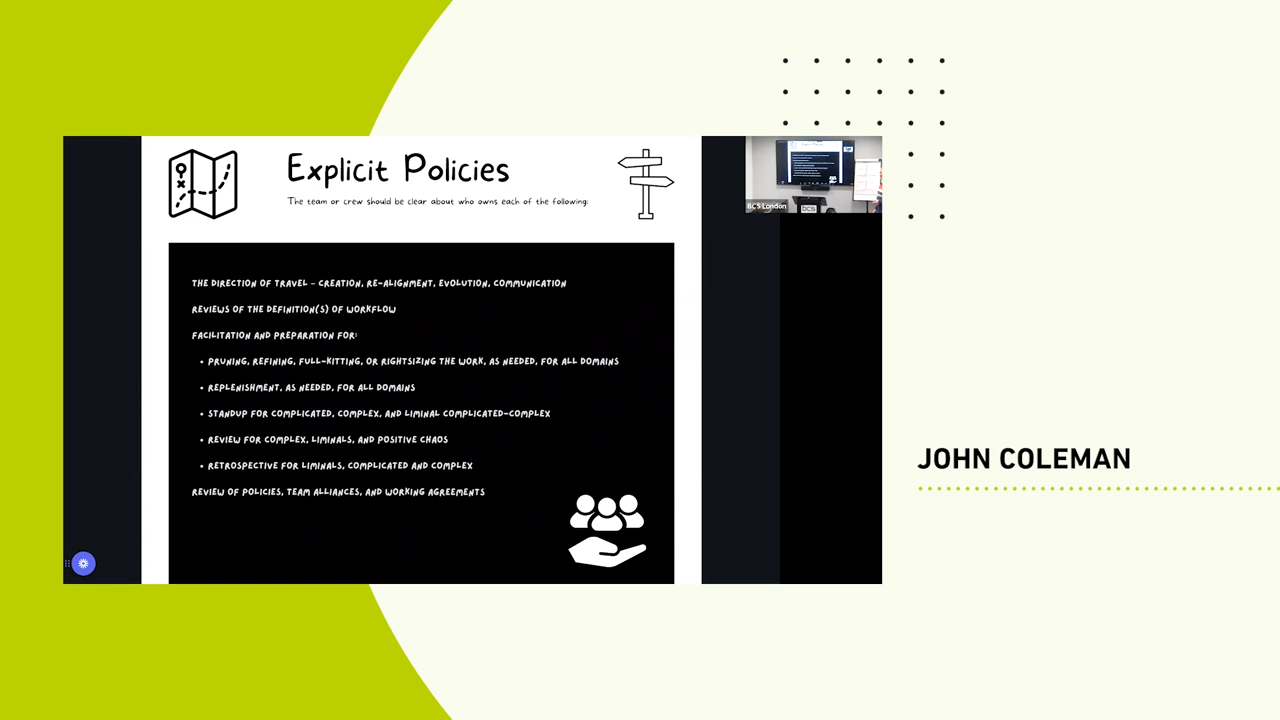 Explicit Policies
The team or crew should be clear about who owns each of the following:
THE DIRECTION OF TRAVEL – CREATION, RE-ALIGNMENT, EVOLUTION, COMMUNICATION
REVIEWS OF THE DEFINITION(S) OF WORKFLOW
FACILITATION AND PREPARATION FOR:
• PRUNING, REFINING, FULL-KITTING, OR RIGHTSIZING THE WORK, AS NEEDED, FOR ALL DOMAINS
• REPLENISHMENT, AS NEEDED, FOR ALL DOMAINS
• STANDUP FOR COMPLICATED, COMPLEX, AND LIMINAL COMPLICATED-COMPLEX
• REVIEW FOR COMPLEX, LIMINALS, AND POSITIVE CHAOS
• RETROSPECTIVE FOR LIMINALS, COMPLICATED AND COMPLEX
REVIEW OF POLICIES, TEAM ALLIANCES, AND WORKING AGREEMENTS
BCS London
bcs
JOHN COLEMAN